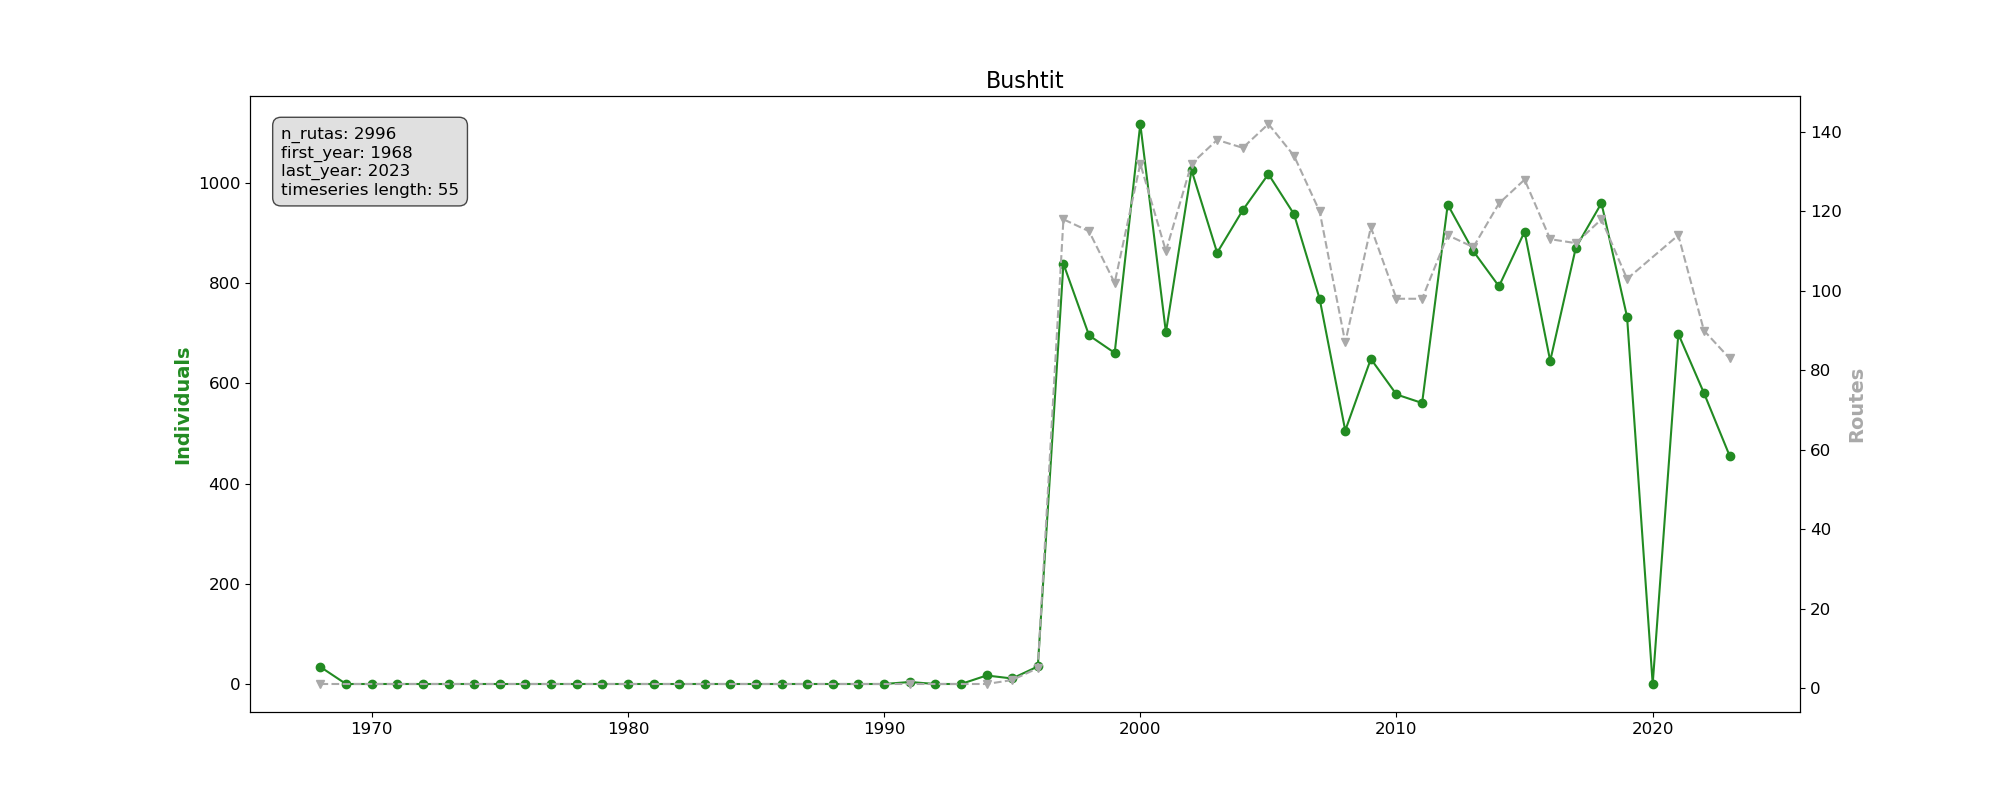 Bushtit
n_rutas: 2996
first_year: 1968
last_year: 2023
timeseries length: 55
Individuals
1000
800
600
400
200
0
Routes
140
120
100
80
60
40
20
0
1970 1980 1990 2000 2010 2020